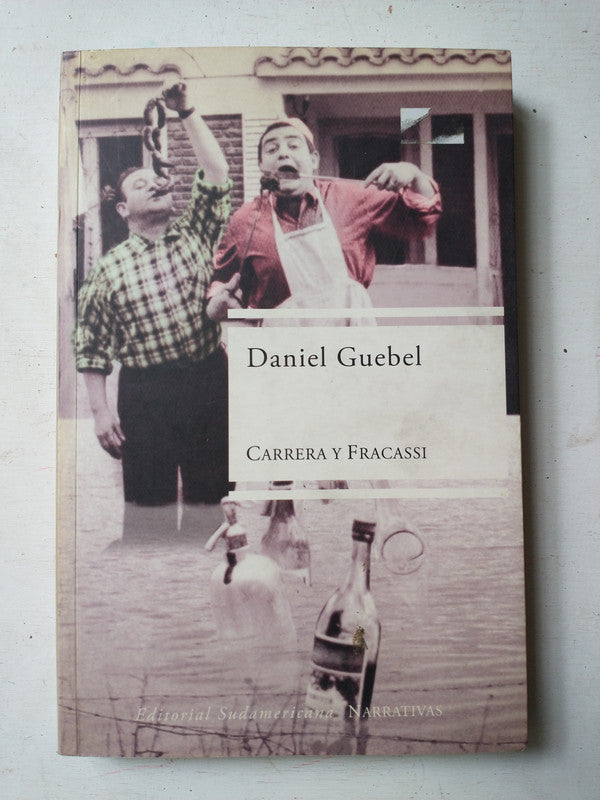 Daniel Guebel
CARRERA Y FRACASSI
Editorial Sudamericana NARRATIVAS